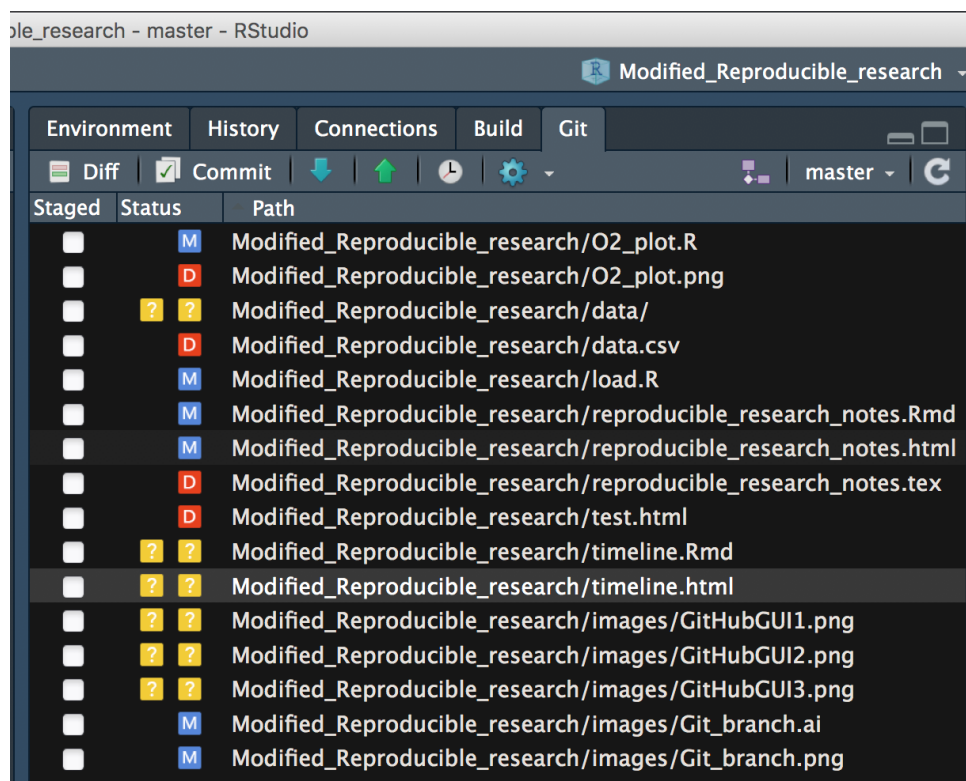 ble_research - master - RStudio
Modified_Reproducible_research
Environment History Connections Build Git
Diff Commit master
Staged Status Path
M Modified_Reproducible_research/O2_plot.R
D Modified_Reproducible_research/O2_plot.png
? ? Modified_Reproducible_research/data/
D Modified_Reproducible_research/data.csv
M Modified_Reproducible_research/load.R
M Modified_Reproducible_research/reproducible_research_notes.Rmd
M Modified_Reproducible_research/reproducible_research_notes.html
D Modified_Reproducible_research/reproducible_research_notes.tex
D Modified_Reproducible_research/test.html
? ? Modified_Reproducible_research/timeline.Rmd
? ? Modified_Reproducible_research/timeline.html
? ? Modified_Reproducible_research/images/GitHubGUI1.png
? ? Modified_Reproducible_research/images/GitHubGUI2.png
? ? Modified_Reproducible_research/images/GitHubGUI3.png
M Modified_Reproducible_research/images/Git_branch.ai
M Modified_Reproducible_research/images/Git_branch.png